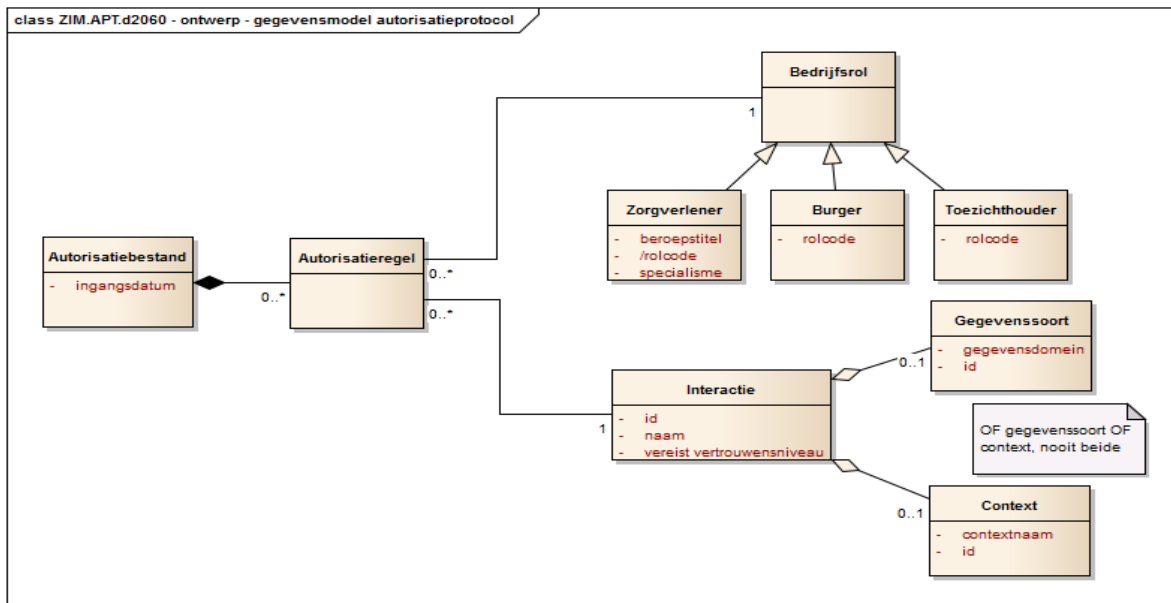 class ZIM.APT.d2060 - ontwerp - gegevensmodel autorisatieprotocol
Bedrijfsrol
1
Zorgverlener
- beroepstitel
- /rolcode
- specialisme
Burger
- rolcode
Toezichthouder
- rolcode
Autorisatiebestand
- ingangsdatum
0..*
Autorisatieregel
0..*
0..*
Gegevenssoort
- gegevensdomein
- id
0..1
Interactie
- id
- naam
- vereist vertrouwensniveau
1
OF gegevenssoort OF
context, nooit beide
Context
- contextnaam
- id
0..1